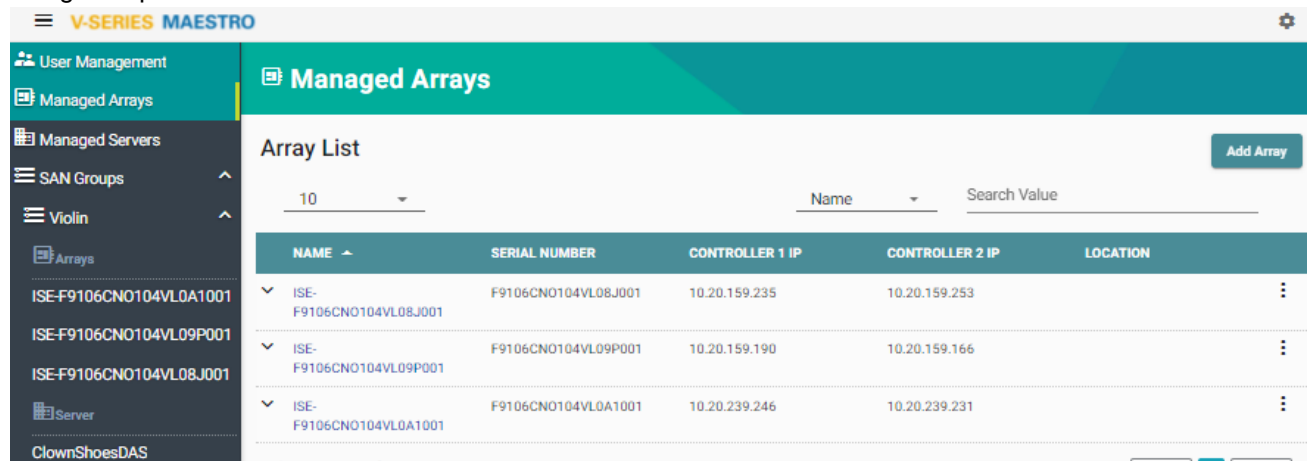 V-SERIES MAESTRO
User Management
Managed Arrays
Managed Servers
SAN Groups
Violin
Arrays
ISE-F9106CNO104VL0A1001
ISE-F9106CNO104VL09P001
ISE-F9106CNO104VL08J001
Server
ClownShoesDAS
Managed Arrays
Array List
Add Array
10
Name
Search Value
NAME SERIAL NUMBER CONTROLLER 1 IP CONTROLLER 2 IP LOCATION
ISE- F9106CNO104VL08J001 10.20.159.235 10.20.159.253
F9106CNO104VL08J001
ISE- F9106CNO104VL09P001 10.20.159.190 10.20.159.166
F9106CNO104VL09P001
ISE- F9106CNO104VL0A1001 10.20.239.246 10.20.239.231
F9106CNO104VL0A1001